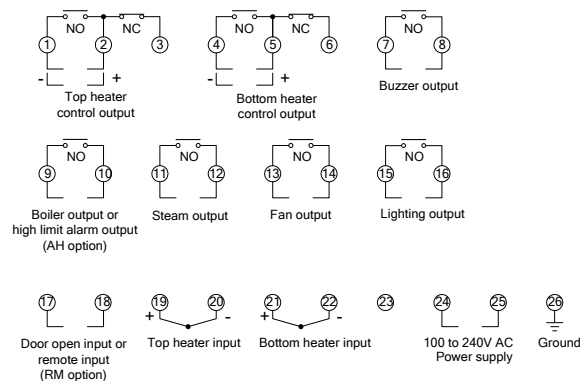 NO NC NO NC NO
1 2 3 4 5 6 7 8
- + - +
Top heater
control output
Bottom heater
control output
Buzzer output
NO NO NO NO
9 10 11 12 13 14 15 16
Boiler output or
high limit alarm output
(AH option)
Steam output
Fan output
Lighting output
17 18 19 20 21 22 23 24 25 26
+ - + -
Door open input or
remote input
(RM option)
Top heater input
Bottom heater input
100 to 240V AC
Power supply
Ground